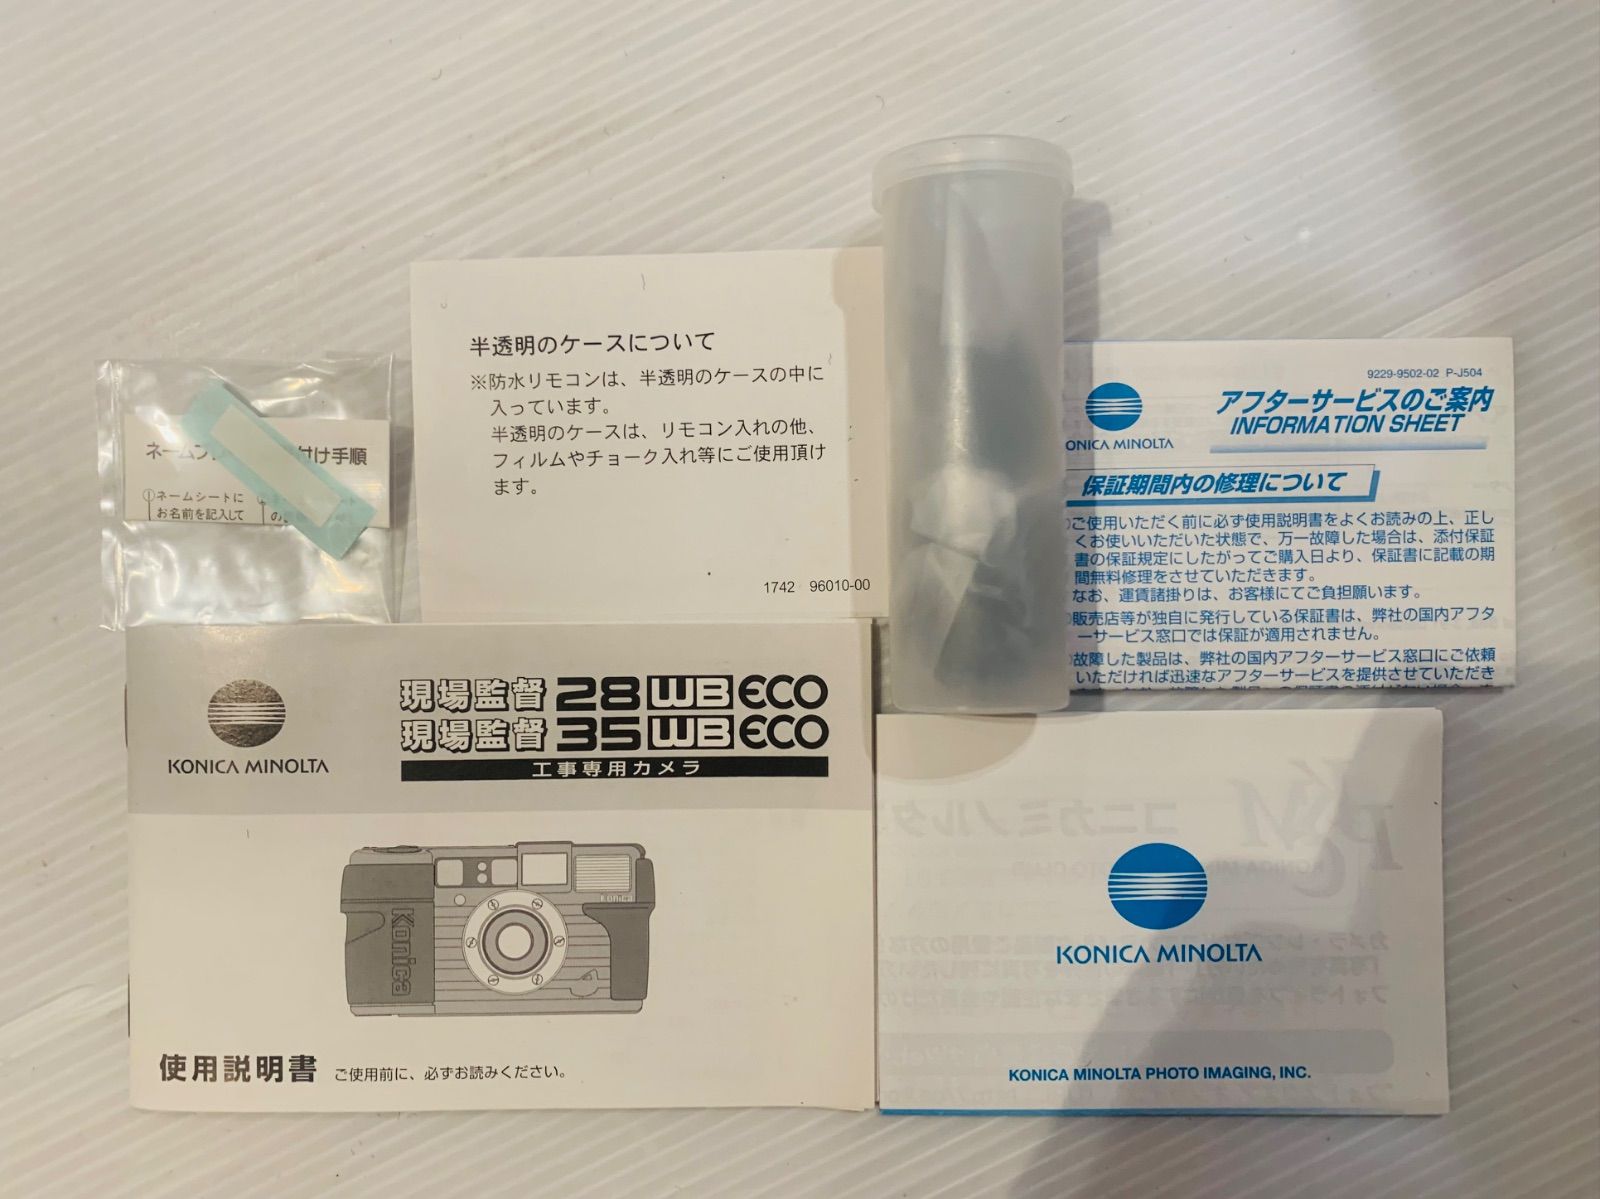 半透明のケースについて
※防水リモコンは、半透明のケースの中に
入っています。
半透明のケースは、リモコン入れの他、
フィルムやチョーク入れ等にご使用頂け
ます。
1742 96010-00
付け手順
ネームシートに
お名前を記入して
9229-9502-02 P-J504
アフターサービスのご案内
INFORMATION SHEET
KONICA MINOLTA
保証期間内の修理について
ご使用いただく前に必ず使用説明書をよくお読みの上、正し
くお使いいただいた状態で、万一故障した場合は、添付保証
書の保証規定にしたがってご購入日より、保証書に記載の期
間無料修理をさせていただきます。
なお、運賃諸掛りは、お客様にてご負担願います。
販売店等が独自に発行している保証書は、弊社の国内アフタ
ーサービス窓口では保証が適用されません。
故障した製品は、弊社の国内アフターサービス窓口にご依頼
いただければ迅速なアフターサービスを提供させていただき
KONICA MINOLTA
現場監督 28 WB ECO
現場監督 35 WB ECO
工事専用カメラ
Konica
使用説明書 ご使用前に、必ずお読みください。
KONICA MINOLTA
KONICA MINOLTA PHOTO IMAGING, INC.